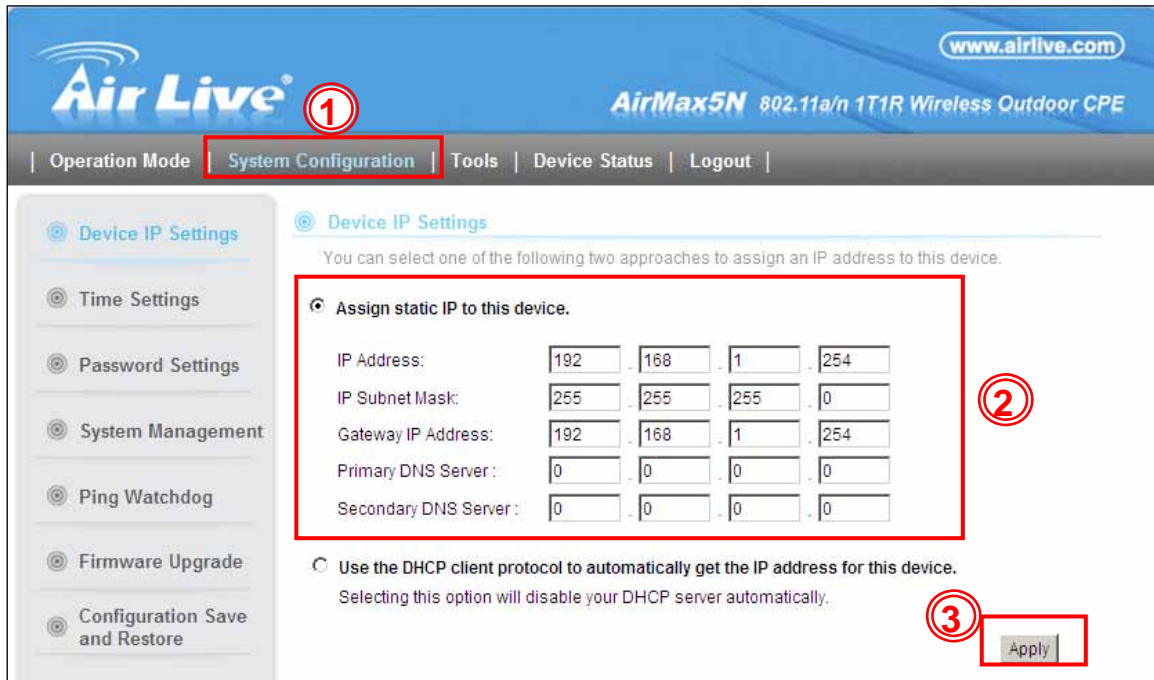 www.airlive.com
Air Live®
①
AirMax5N 802.11a/n 1T1R Wireless Outdoor CPE
| Operation Mode | System Configuration | Tools | Device Status | Logout |
Device IP Settings
Time Settings
Password Settings
System Management
Ping Watchdog
Firmware Upgrade
Configuration Save
and Restore
Device IP Settings
You can select one of the following two approaches to assign an IP address to this device.
Assign static IP to this device.
IP Address: 192 . 168 . 1 . 254
IP Subnet Mask: 255 . 255 . 255 . 0
②
Gateway IP Address: 192 . 168 . 1 . 254
Primary DNS Server : 0 . 0 . 0 . 0
Secondary DNS Server : 0 . 0 . 0 . 0
Use the DHCP client protocol to automatically get the IP address for this device.
Selecting this option will disable your DHCP server automatically.
③
Apply